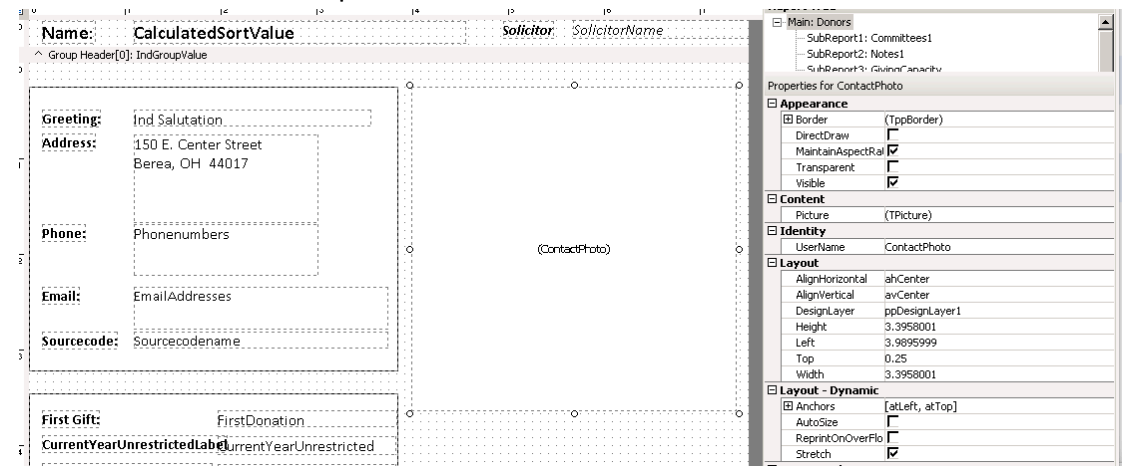 Name: CalculatedSortValue Solicitor SolicitorName
^ Group Header[0]: IndGroupValue
Greeting: Ind Salutation
Address: 150 E. Center Street
Berea, OH 44017
Phone: Phonenumbers
(ContactPhoto)
Email: EmailAddresses
Sourcecode: Sourcecodename
First Gift: FirstDonation
CurrentYearUnrestrictedLabel CurrentYearUnrestricted
Main: Donors
SubReport1: Committees1
SubReport2: Notes1
SubReport3: GivingCapacity
Properties for ContactPhoto
Appearance
Border (TppBorder)
DirectDraw
MaintainAspectRat
Transparent
Visible
Content
Picture (TPicture)
Identity
UserName ContactPhoto
Layout
AlignHorizontal ahCenter
AlignVertical avCenter
DesignLayer ppDesignLayer1
Height 3.3958001
Left 3.9895999
Top 0.25
Width 3.3958001
Layout - Dynamic
Anchors [atLeft, atTop]
AutoSize
ReprintOnOverFlo
Stretch